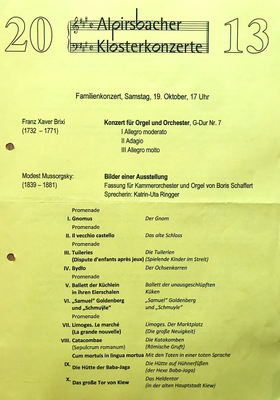 20 Alpirsbacher 13
Klosterkonzerte
Familienkonzert, Samstag, 19. Oktober, 17 Uhr
Franz Xaver Brixi Konzert für Orgel und Orchester, G-Dur Nr. 7
(1732 – 1771) I Allegro moderato
II Adagio
III Allegro molto
Modest Mussorgsky: Bilder einer Ausstellung
(1839 – 1881) Fassung für Kammerorchester und Orgel von Boris Schaffert
Sprecherin: Katrin-Uta Ringger
Promenade
I. Gnomus Der Gnom
Promenade
II. Il vecchio castello Das alte Schloss
Promenade
III. Tuileries Die Tuilerien
(Dispute d'enfants après jeux) (Spielende Kinder im Streit)
IV. Bydło Der Ochsenkarren
Promenade
V. Ballett der Küchlein Ballett der unausgeschlüpften
in ihren Eierschalen Küken
VI. „Samuel" Goldenberg „Samuel" Goldenberg
und „Schmuÿle" und „Schmuyle"
Promenade
VII. Limoges. Le marché Limoges. Der Marktplatz
(La grande nouvelle) (Die große Neuigkeit)
VIII. Catacombae Die Katakomben
(Sepulcrum romanum) (Römische Gruft)
Cum mortuis in lingua mortua Mit den Toten in einer toten Sprache
IX. Die Hütte der Baba-Jaga Die Hütte auf Hühnerfüßen
(der Hexe Baba-Jaga)
X. Das große Tor von Kiew Das Heldentor
(in der alten Hauptstadt Kiew)